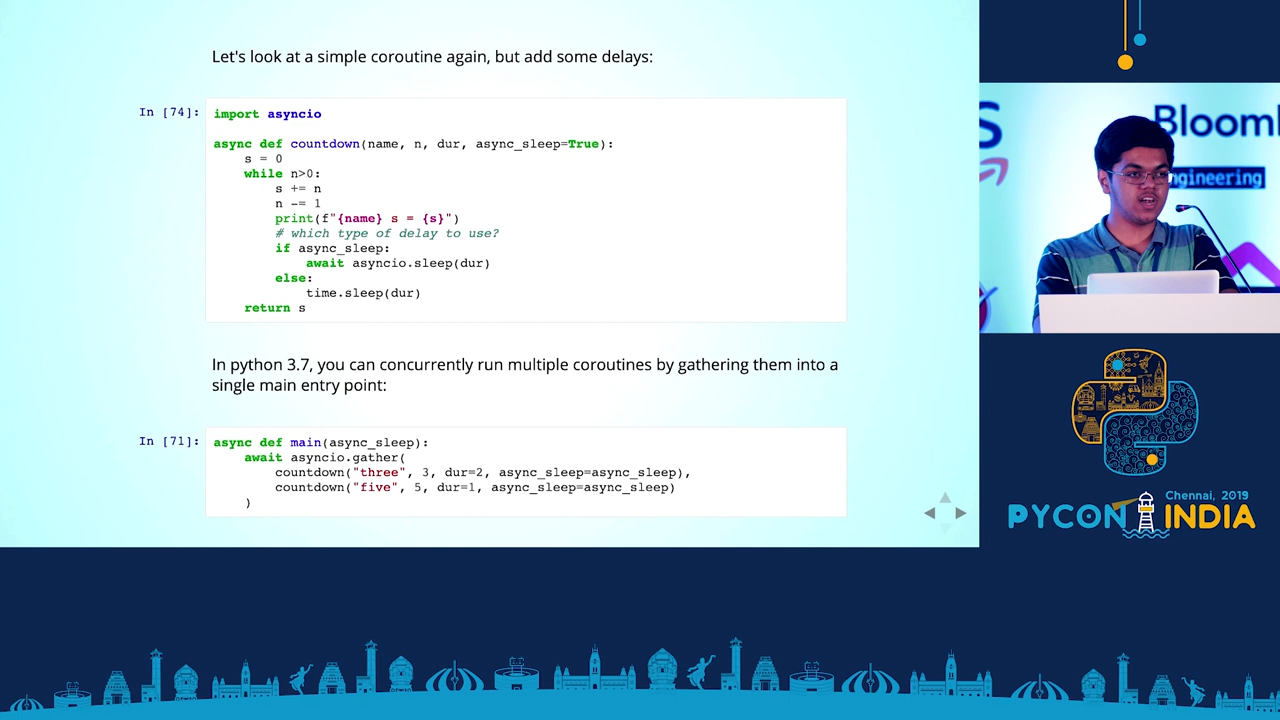 Let's look at a simple coroutine again, but add some delays:
In [74]:
import asyncio
async def countdown(name, n, dur, async_sleep=True):
    s = 0
    while n>0:
        s += n
        n -= 1
        print(f"{name} s = {s}")
        # which type of delay to use?
        if async_sleep:
            await asyncio.sleep(dur)
        else:
            time.sleep(dur)
    return s
In python 3.7, you can concurrently run multiple coroutines by gathering them into a
single main entry point:
In [71]:
async def main(async_sleep):
    await asyncio.gather(
        countdown("three", 3, dur=2, async_sleep=async_sleep),
        countdown("five", 5, dur=1, async_sleep=async_sleep)
    )
S
Bloom
ngineering
Chennai, 2019
PYCON INDIA